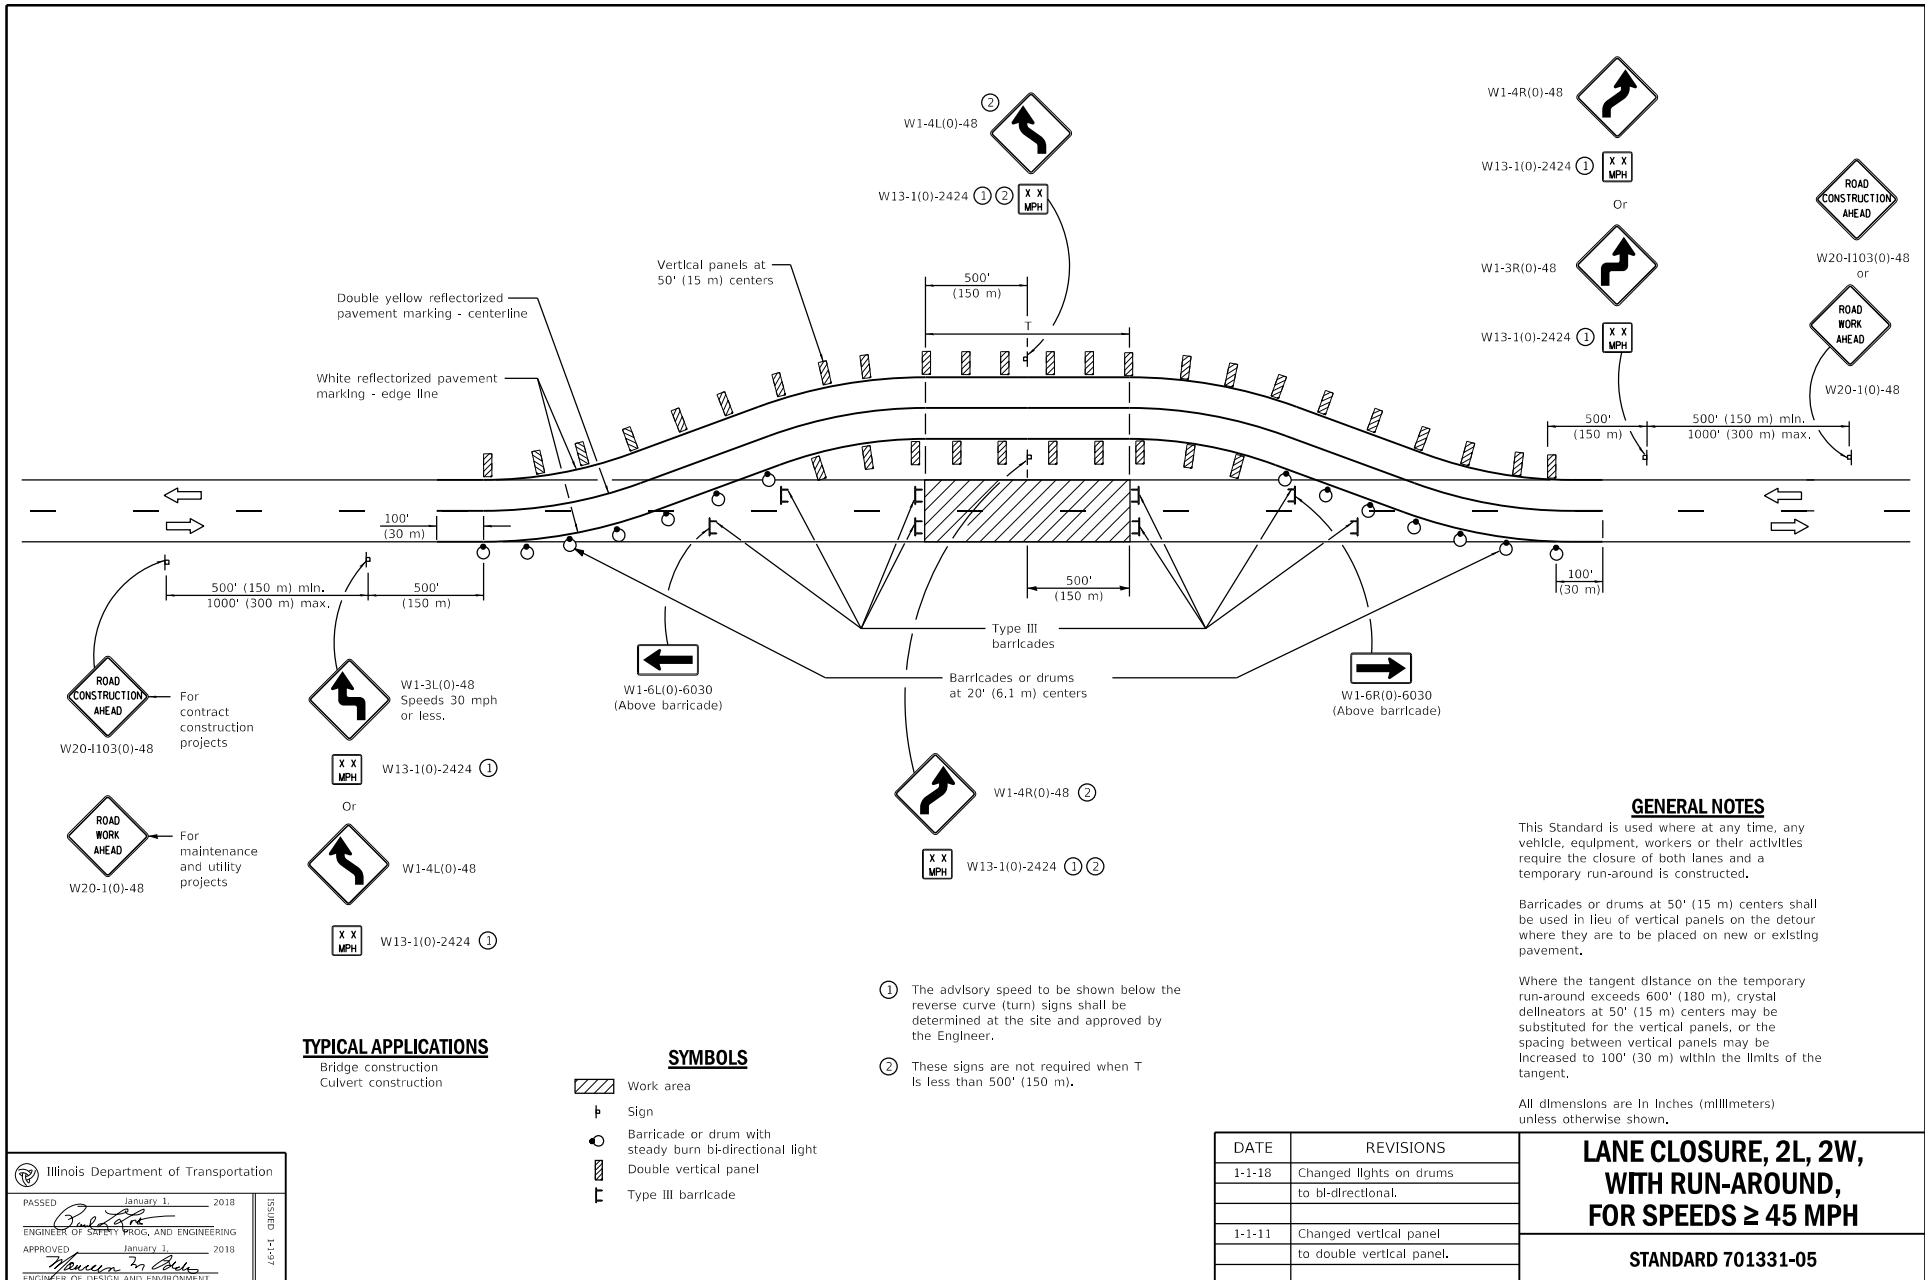 W1-4L(0)-48
2
W13-1(0)-2424 1 2
X X
MPH
W1-4R(0)-48
W13-1(0)-2424 1
X X
MPH
Or
W1-3R(0)-48
W13-1(0)-2424 1
X X
MPH
ROAD
CONSTRUCTION
AHEAD
W20-I103(0)-48
or
ROAD
WORK
AHEAD
W20-1(0)-48
Vertical panels at
50' (15 m) centers
Double yellow reflectorized
pavement marking - centerline
White reflectorized pavement
marking - edge line
500'
(150 m)
T
500'
(150 m)
500' (150 m) min.
1000' (300 m) max.
100'
(30 m)
500' (150 m) min.
1000' (300 m) max.
500'
(150 m)
500'
(150 m)
100'
(30 m)
Type III
barricades
Barricades or drums
at 20' (6.1 m) centers
W1-6L(0)-6030
(Above barricade)
W1-6R(0)-6030
(Above barricade)
ROAD
CONSTRUCTION
AHEAD
W20-I103(0)-48
For
contract
construction
projects
ROAD
WORK
AHEAD
W20-1(0)-48
For
maintenance
and utility
projects
W1-3L(0)-48
Speeds 30 mph
or less.
X X
MPH
W13-1(0)-2424 1
Or
W1-4L(0)-48
X X
MPH
W13-1(0)-2424 1
W1-4R(0)-48 2
X X
MPH
W13-1(0)-2424 1 2
1 The advisory speed to be shown below the
reverse curve (turn) signs shall be
determined at the site and approved by
the Engineer.
2 These signs are not required when T
is less than 500' (150 m).
GENERAL NOTES
This Standard is used where at any time, any
vehicle, equipment, workers or their activities
require the closure of both lanes and a
temporary run-around is constructed.
Barricades or drums at 50' (15 m) centers shall
be used in lieu of vertical panels on the detour
where they are to be placed on new or existing
pavement.
Where the tangent distance on the temporary
run-around exceeds 600' (180 m), crystal
delineators at 50' (15 m) centers may be
substituted for the vertical panels, or the
spacing between vertical panels may be
increased to 100' (30 m) within the limits of the
tangent.
All dimensions are in inches (millimeters)
unless otherwise shown.
TYPICAL APPLICATIONS
Bridge construction
Culvert construction
SYMBOLS
Work area
Sign
Barricade or drum with
steady burn bi-directional light
Double vertical panel
Type III barricade
Illinois Department of Transportation
PASSED January 1, 2018
ENGINEER OF SAFETY PROG. AND ENGINEERING
APPROVED January 1, 2018
ENGINEER OF DESIGN AND ENVIRONMENT
ISSUED 1-1-97
DATE REVISIONS
1-1-18 Changed lights on drums
to bi-directional.
1-1-11 Changed vertical panel
to double vertical panel.
LANE CLOSURE, 2L, 2W,
WITH RUN-AROUND,
FOR SPEEDS ≥ 45 MPH
STANDARD 701331-05